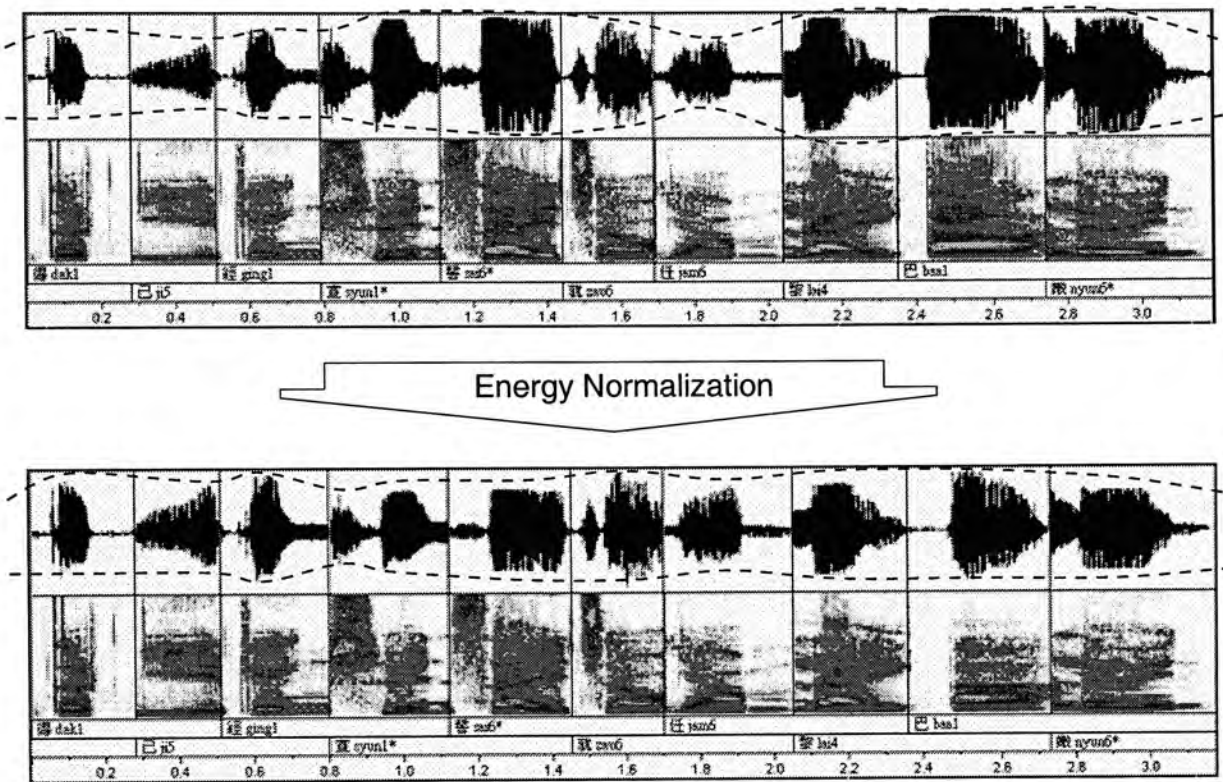 得 dak1 經 ging1 誓 sai6* 任 jam6 巴 baa1
已 ji5 宣 syun1* 就 zau6 黎 lai4 嫩 nyun6*
0.2 0.4 0.6 0.8 1.0 1.2 1.4 1.6 1.8 2.0 2.2 2.4 2.6 2.8 3.0
Energy Normalization
得 dak1 經 ging1 誓 sai6* 任 jam6 巴 baa1
已 ji5 宣 syun1* 就 zau6 黎 lai4 嫩 nyun6*
0.2 0.4 0.6 0.8 1.0 1.2 1.4 1.6 1.8 2.0 2.2 2.4 2.6 2.8 3.0